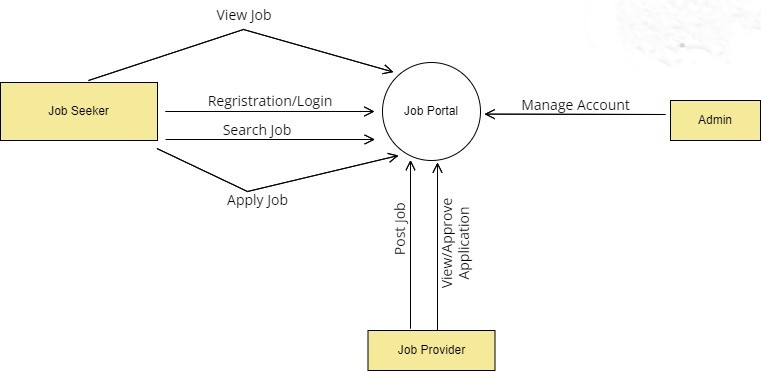 View Job
Job Seeker
Regristration/Login
Search Job
Apply Job
Job Portal
Manage Account
Admin
Post Job
View/Approve
Application
Job Provider